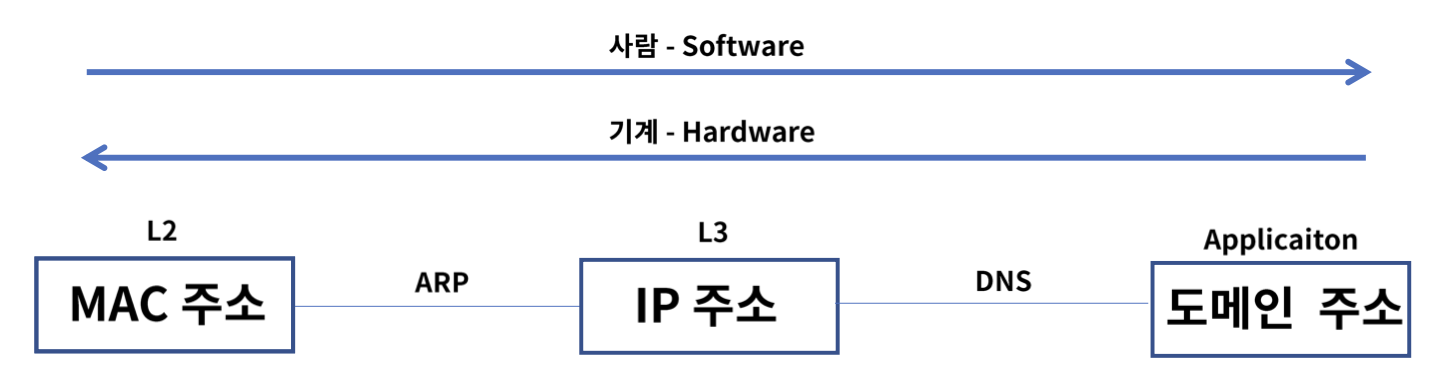 사람 - Software
기계 - Hardware
L2
L3
Applicaiton
MAC 주소
ARP
IP 주소
DNS
도메인 주소